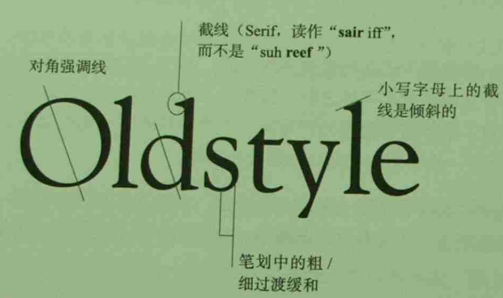 截线（Serif，读作“sair iff”，
而不是“suh reef ”）
对角强调线
小写字母上的截
线是倾斜的
Oldstyle
笔划中的粗 /
细过渡缓和